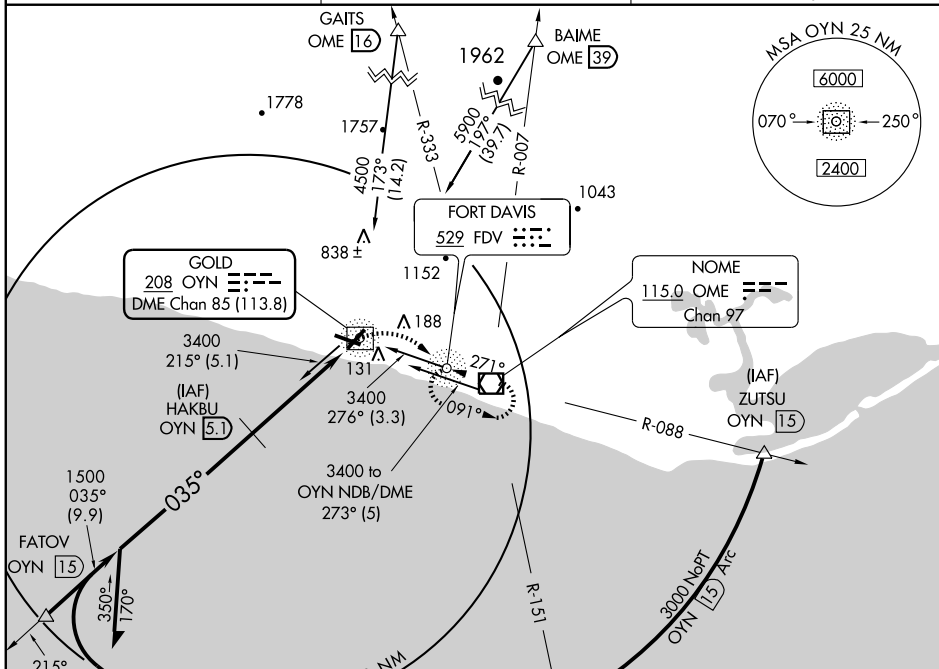 GAITS
OME 16
BAIME
OME 39
1962
MSA OYN 25 NM
6000
070°
250°
2400
1778
1757
R-333
5900
197°
(39.7)
R-007
4500
173°
(14.2)
1043
FORT DAVIS
529 FDV
838 ±
1152
GOLD
208 OYN
DME Chan 85 (113.8)
NOME
115.0 OME
Chan 97
188
131
3400
215° (5.1)
271°
091°
3400
276° (3.3)
(IAF)
HAKBU
OYN 5.1
(IAF)
ZUTSU
OYN 15
R-088
3400 to
OYN NDB/DME
273° (5)
1500
035°
(9.9)
035°
FATOV
OYN 15
350°
170°
R-151
3000 NoPT
OYN 15 Arc
215°
NM